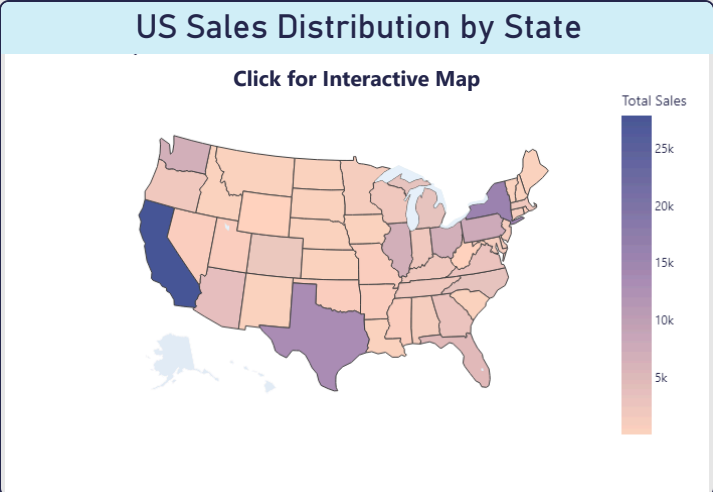 US Sales Distribution by State
Click for Interactive Map
Total Sales
25k
20k
15k
10k
5k